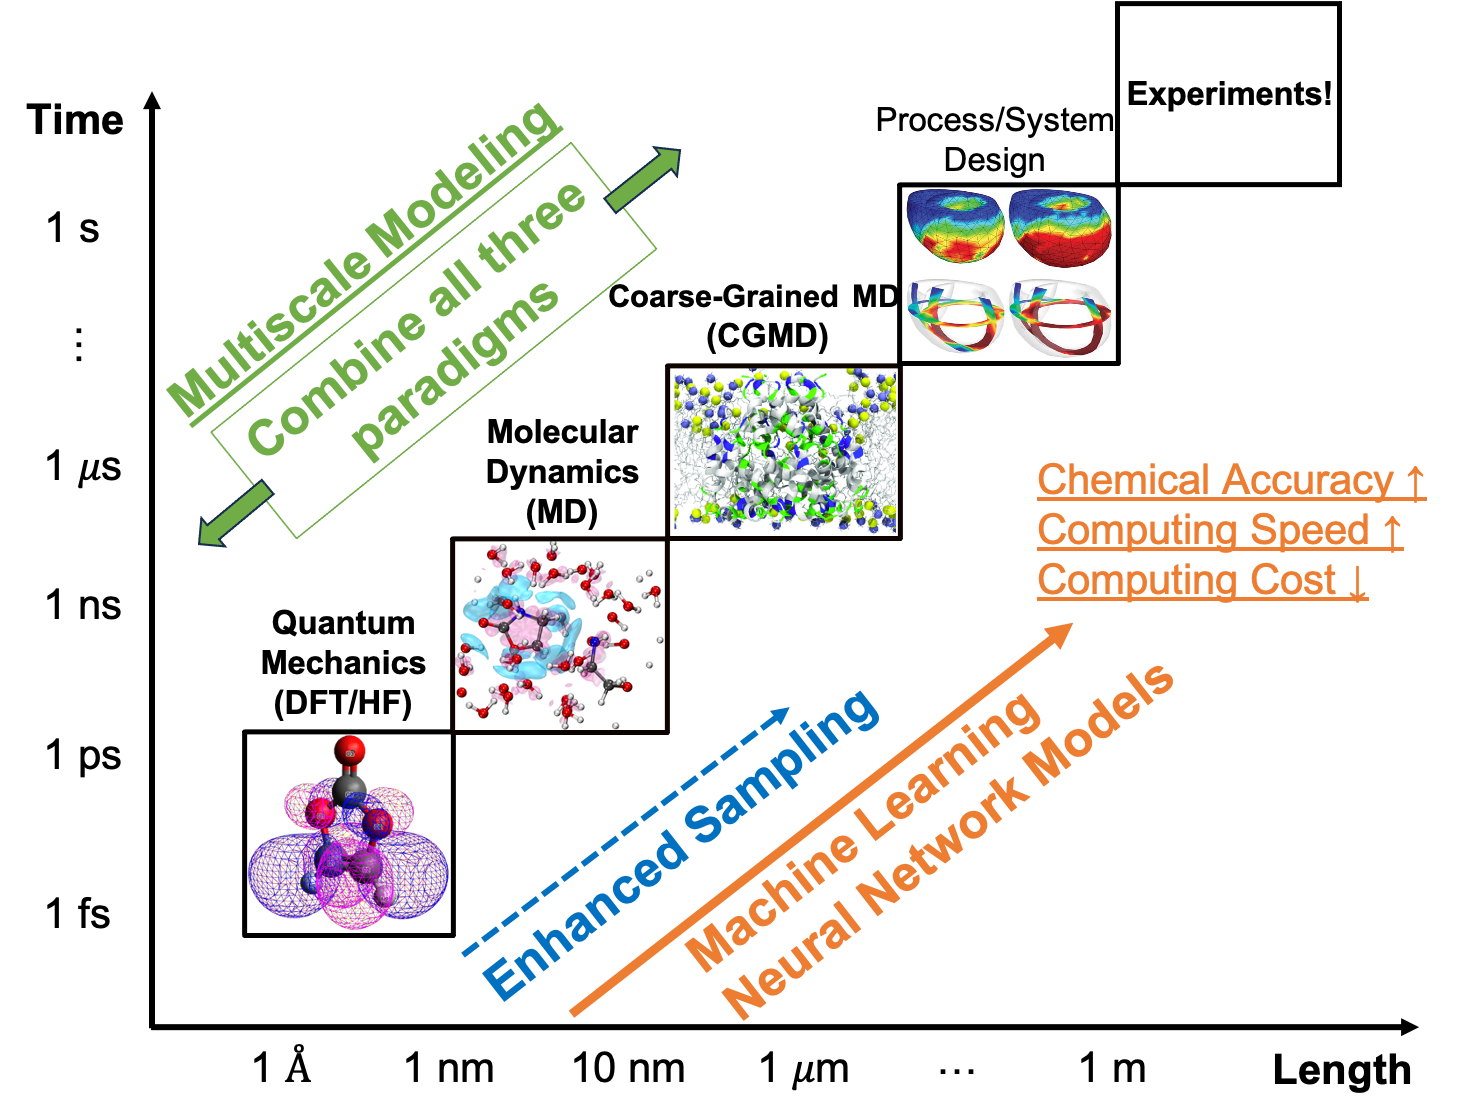 Experiments!
Process/System
Design
Time
1 s
⋮
1 μs
1 ns
1 ps
1 fs
Multiscale Modeling
Combine all three
paradigms
Coarse-Grained MD
(CGMD)
Molecular
Dynamics
(MD)
Quantum
Mechanics
(DFT/HF)
Chemical Accuracy ↑
Computing Speed ↑
Computing Cost ↓
Enhanced Sampling
Machine Learning
Neural Network Models
1 Å
1 nm
10 nm
1 μm
⋯
1 m
Length